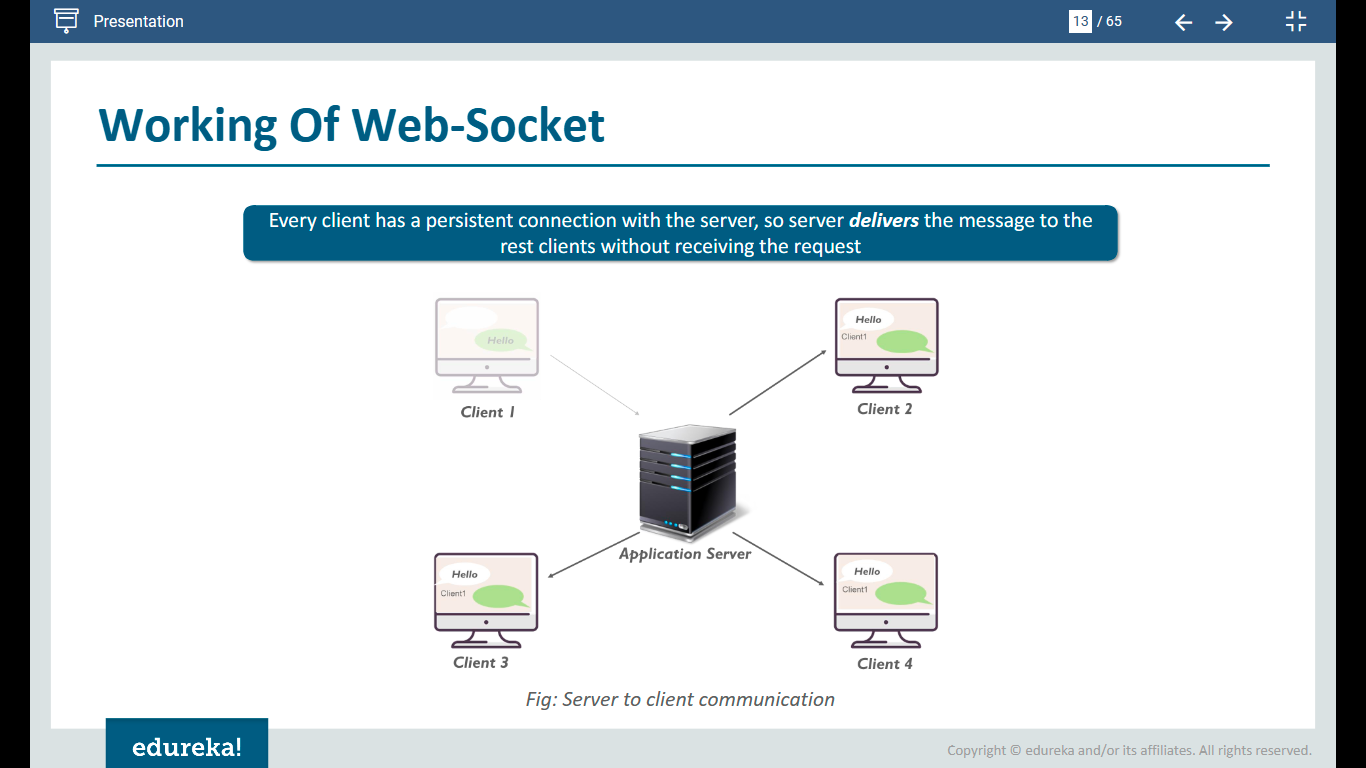 Presentation
13 / 65
Working Of Web-Socket
Every client has a persistent connection with the server, so server delivers the message to the
rest clients without receiving the request
Hello
Client 1
Hello
Client1
Client 2
Application Server
Hello
Client1
Client 3
Hello
Client1
Client 4
Fig: Server to client communication
edureka!
Copyright © edureka and/or its affiliates. All rights reserved.